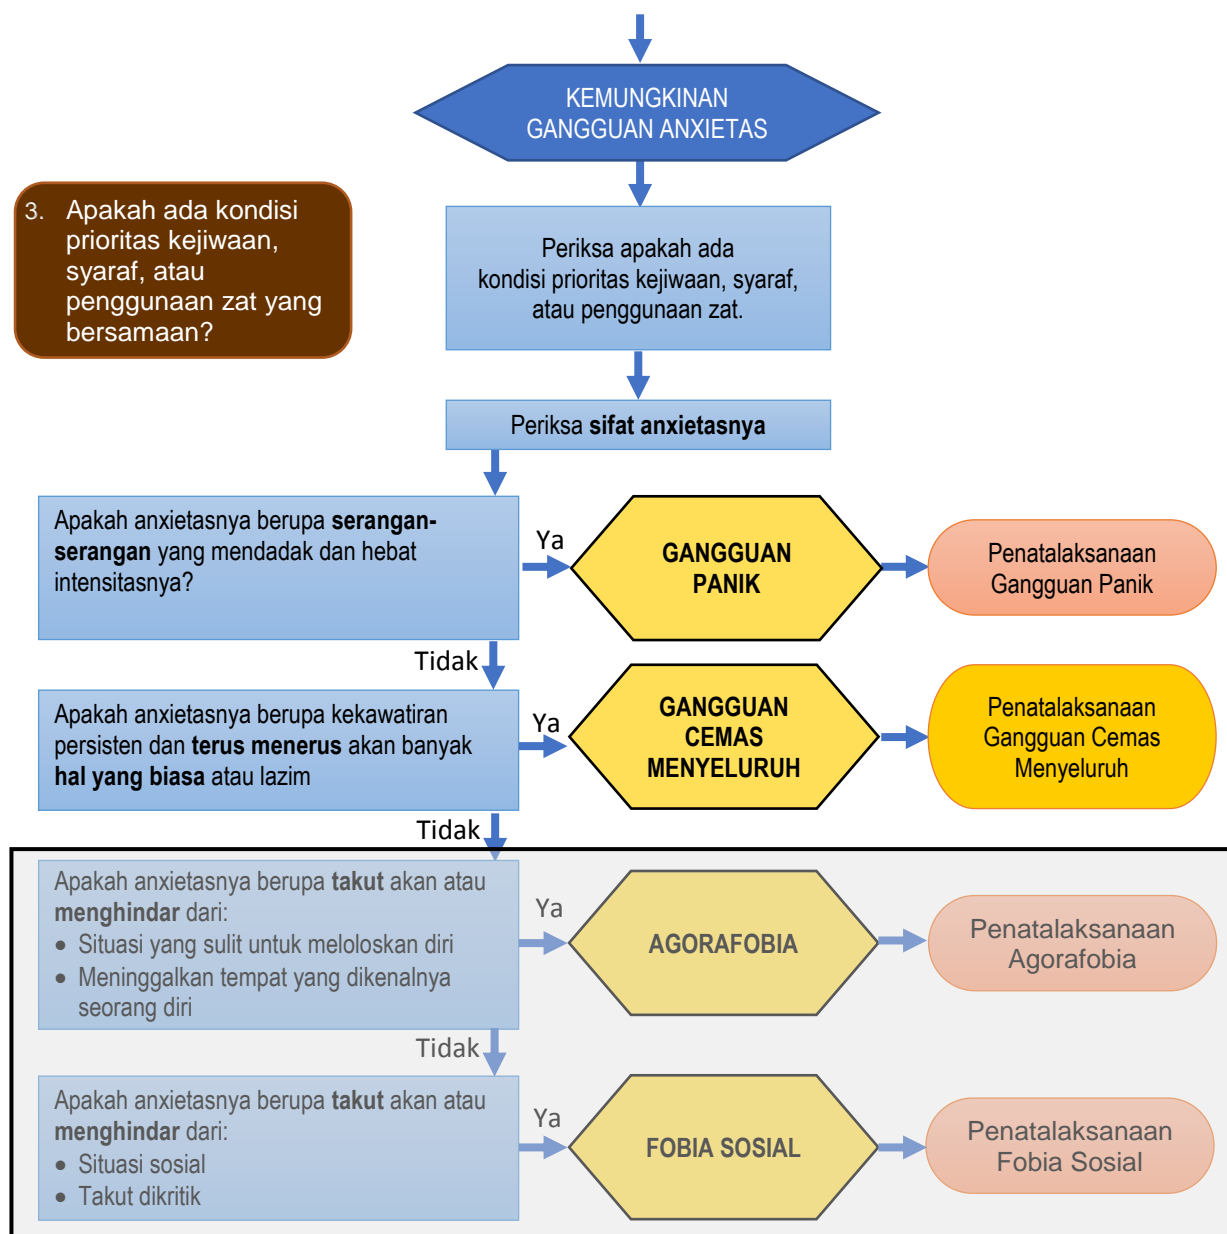 KEMUNGKINAN
GANGGUAN ANXIETAS
3. Apakah ada kondisi
prioritas kejiwaan,
syaraf, atau
penggunaan zat yang
bersamaan?
Periksa apakah ada
kondisi prioritas kejiwaan, syaraf,
atau penggunaan zat.
Periksa sifat anxietasnya
Apakah anxietasnya berupa serangan-
serangan yang mendadak dan hebat
intensitasnya?
Ya
GANGGUAN
PANIK
Penatalaksanaan
Gangguan Panik
Tidak
Apakah anxietasnya berupa kekawatiran
persisten dan terus menerus akan banyak
hal yang biasa atau lazim
Ya
GANGGUAN
CEMAS
MENYELURUH
Penatalaksanaan
Gangguan Cemas
Menyeluruh
Tidak
Apakah anxietasnya berupa takut akan atau
menghindar dari:
• Situasi yang sulit untuk meloloskan diri
• Meninggalkan tempat yang dikenalnya
seorang diri
Ya
AGORAFOBIA
Penatalaksanaan
Agorafobia
Tidak
Apakah anxietasnya berupa takut akan atau
menghindar dari:
• Situasi sosial
• Takut dikritik
Ya
FOBIA SOSIAL
Penatalaksanaan
Fobia Sosial